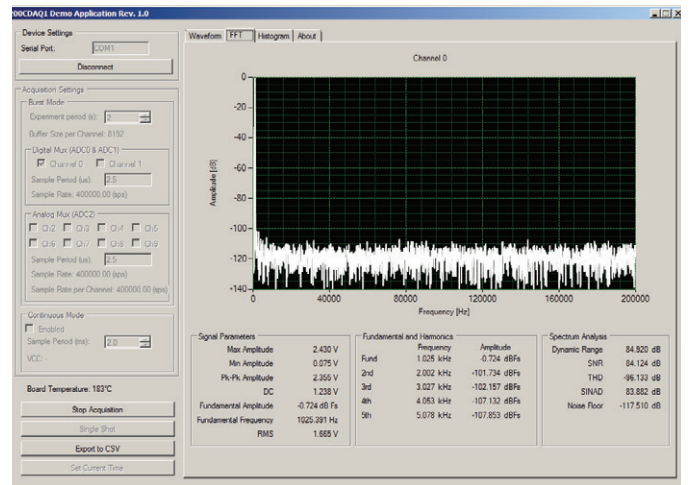 00CDAQ1 Demo Application Rev. 1.0
Device Settings
Serial Port: COM1
Disconnect
Acquisition Settings
Burst Mode
Experiment period (s): 2
Buffer Size per Channel: 8192
Digital Mux (ADC0 & ADC1)
Channel 0 Channel 1
Sample Period (us): 2.5
Sample Rate: 400000.00 (sps)
Analog Mux (ADC2)
Ch2 Ch3 Ch4 Ch5
Ch6 Ch7 Ch8 Ch9
Sample Period (us): 2.5
Sample Rate: 400000.00 (sps)
Sample Rate per Channel: 400000.00 (sps)
Continuous Mode
Enabled
Sample Period (ms): 2.0
VCC: -
Board Temperature: 183°C
Stop Acquisition
Single Shot
Export to CSV
Set Current Time
Waveform FFT Histogram About
Channel 0
Amplitude [dB]
0
-20
-40
-60
-80
-100
-120
-140
0 40000 80000 120000 160000 200000
Frequency [Hz]
Signal Parameters
Max Amplitude 2.430 V
Min Amplitude 0.075 V
Pk-Pk Amplitude 2.355 V
DC 1.238 V
Fundamental Amplitude -0.724 dB Fs
Fundamental Frequency 1025.391 Hz
RMS 1.665 V
Fundamental and Harmonics
Frequency Amplitude
Fund 1.025 kHz -0.724 dBFs
2nd 2.002 kHz -101.734 dBFs
3rd 3.027 kHz -102.157 dBFs
4th 4.053 kHz -107.132 dBFs
5th 5.078 kHz -107.853 dBFs
Spectrum Analysis
Dynamic Range 84.920 dB
SNR 84.124 dB
THD -96.133 dB
SINAD 83.882 dB
Noise Floor -117.510 dB